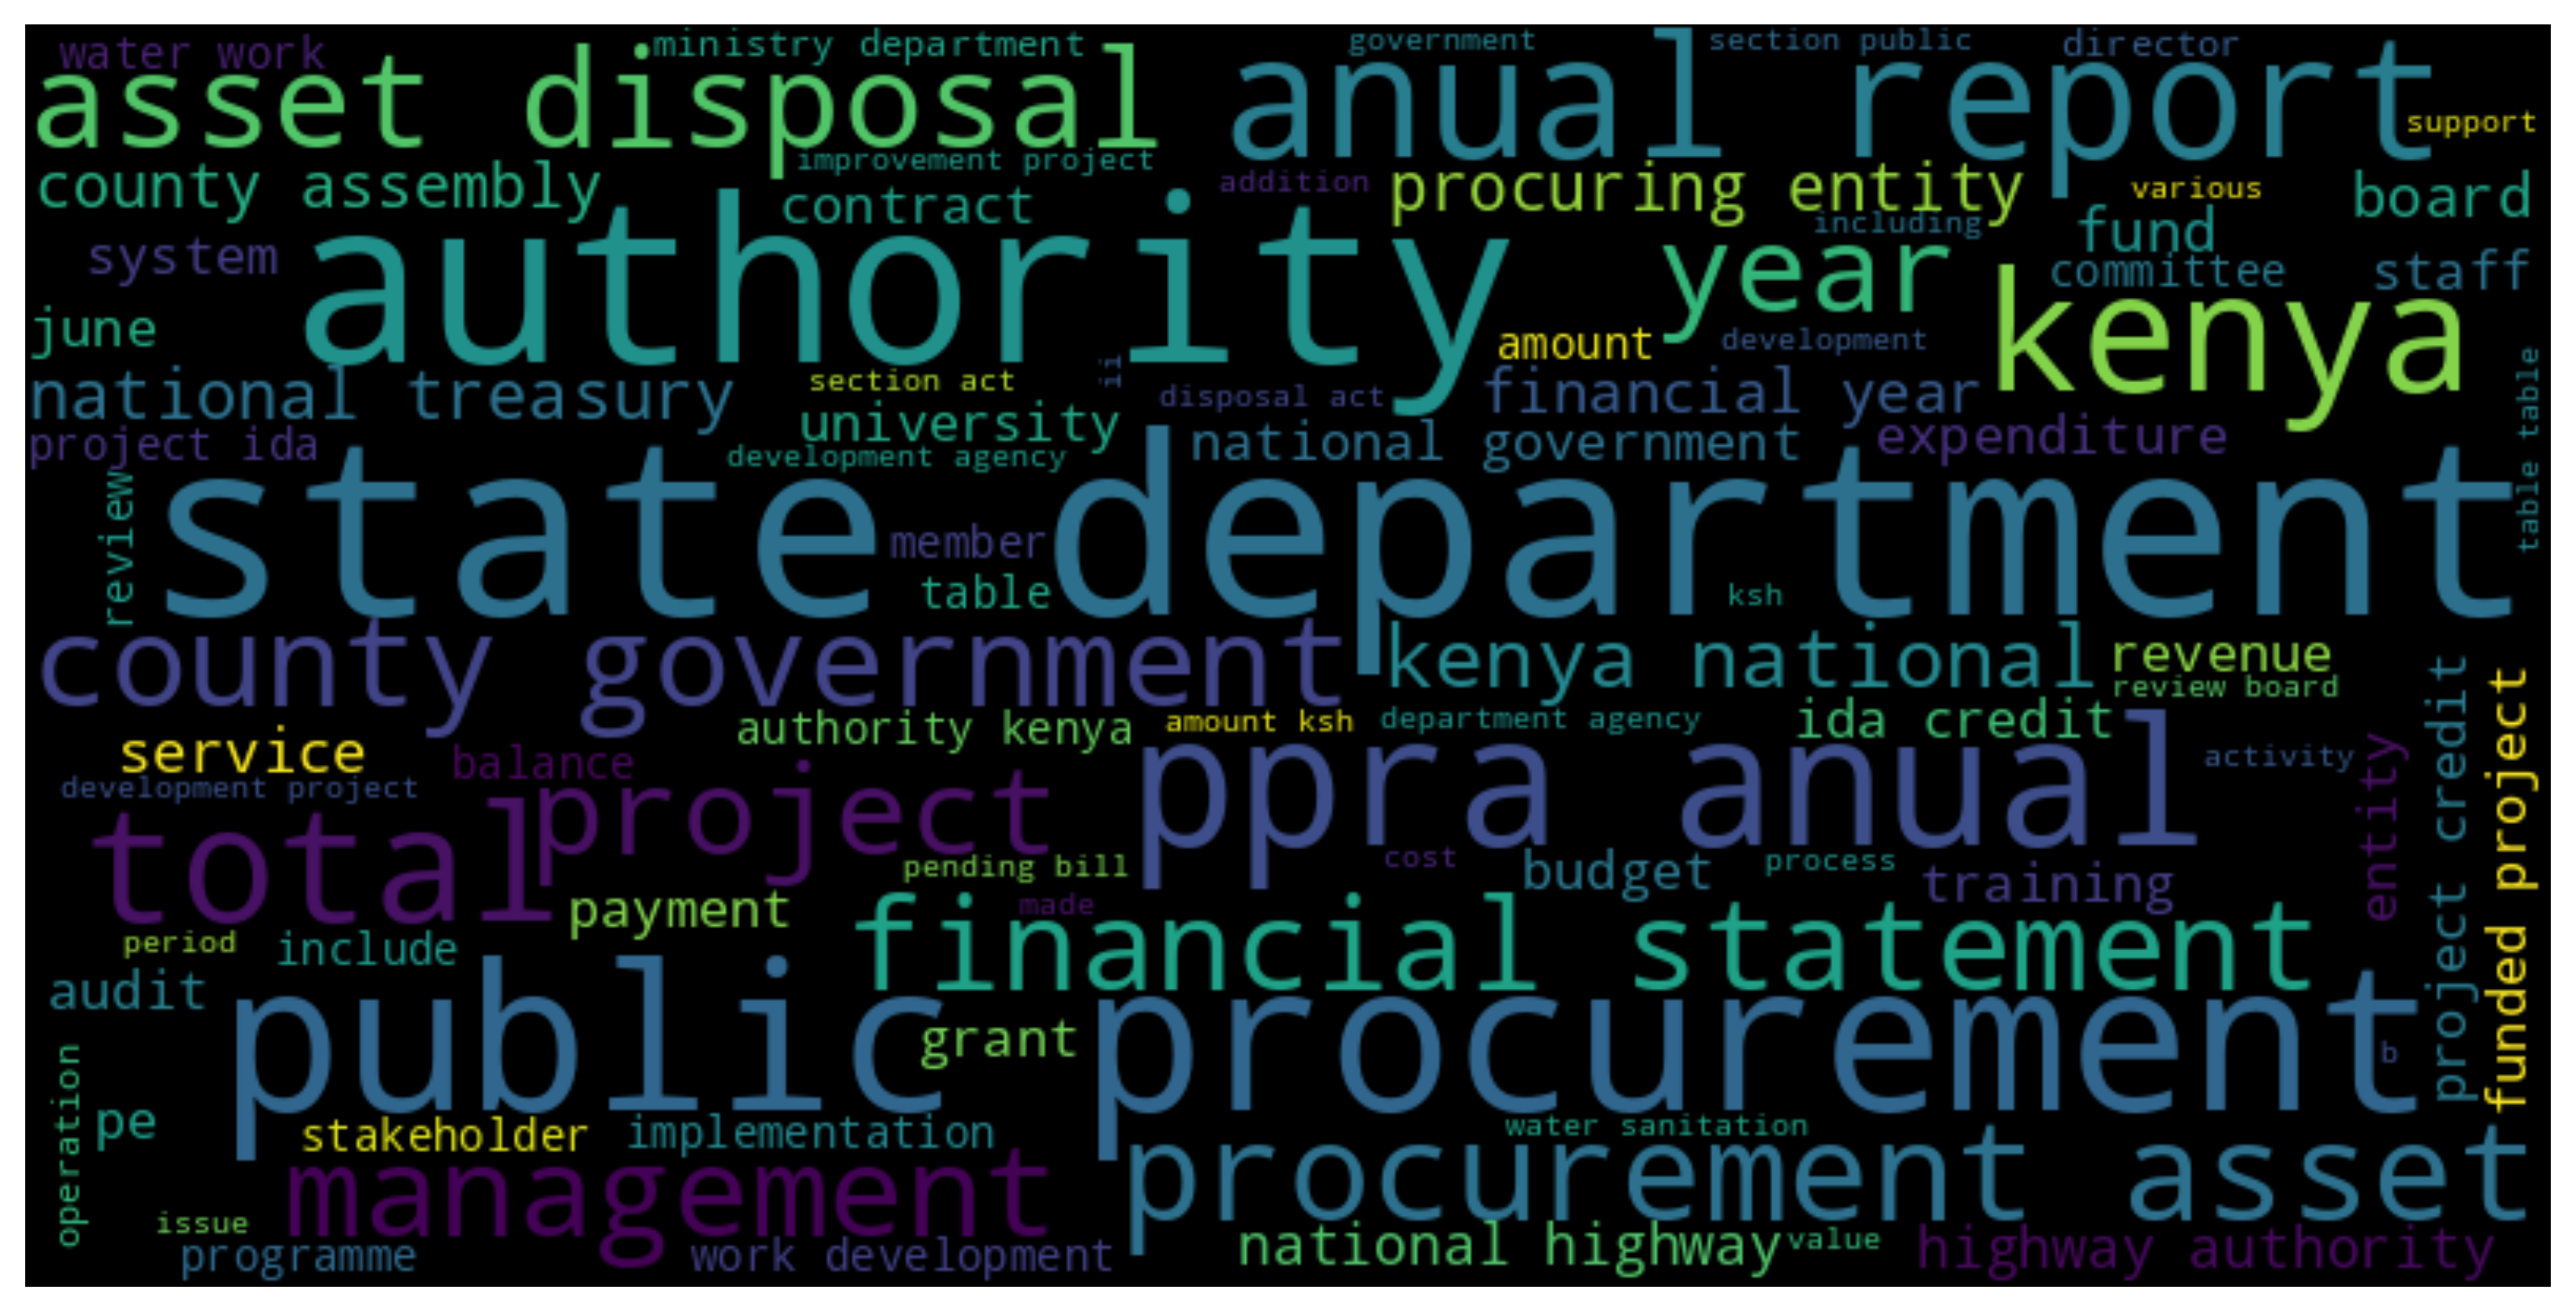 water work
ministry department
government
section public
director
asset disposal
anual report
support
improvement project
county assembly
contract
addition
procuring entity
various
board
including
fund
system
authority
year
committee
staff
june
kenya
amount
development
ii
national treasury
section act
disposal act
financial year
table table
university
project ida
development agency
national government
expenditure
review
state department
member
table
ksh
county government
kenya national
revenue
review board
service
authority kenya
amount ksh
department agency
ida credit
project credit
funded project
balance
development project
project
ppra anual
activity
entity
total
pending bill
cost
budget
process
training
payment
made
financial statement
period
include
audit
public procurement
grant
b
operation
pe
stakeholder
implementation
water sanitation
management
procurement asset
issue
programme
work development
national highway
value
highway authority